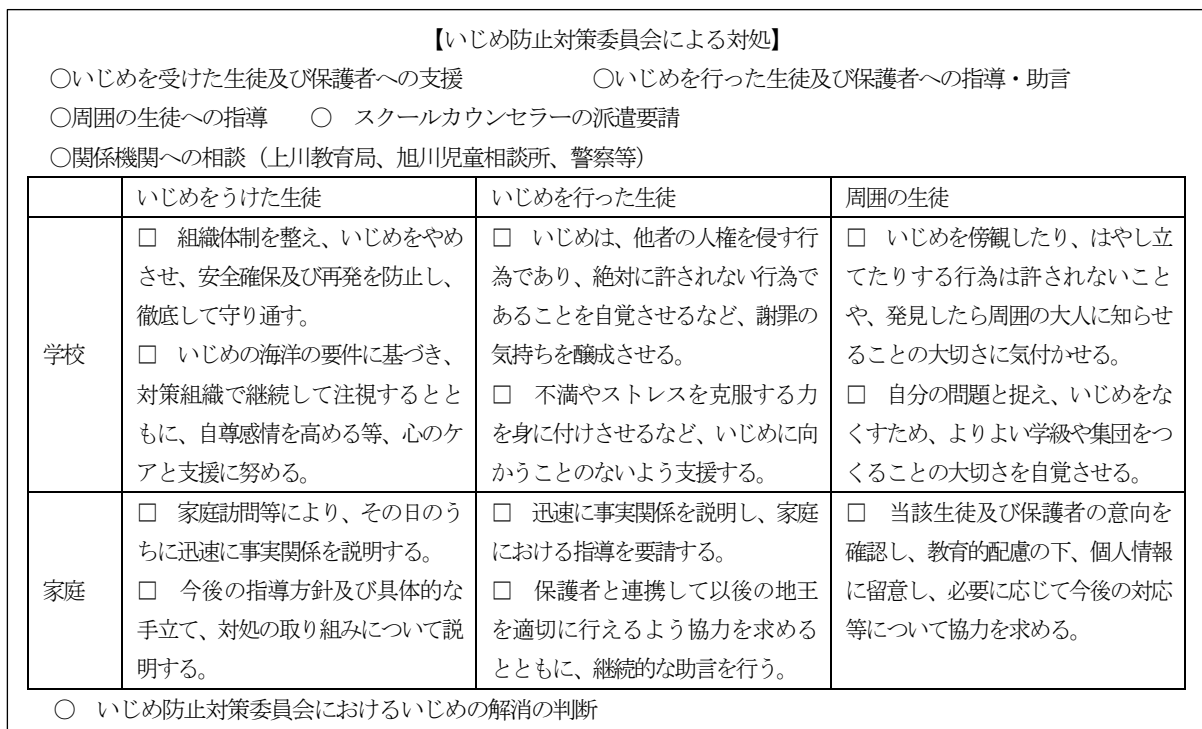 【いじめ防止対策委員会による対処】
○いじめを受けた生徒及び保護者への支援　○いじめを行った生徒及び保護者への指導・助言
○周囲の生徒への指導　○　スクールカウンセラーの派遣要請
○関係機関への相談（上川教育局、旭川児童相談所、警察等）
いじめをうけた生徒　いじめを行った生徒　周囲の生徒
学校
□　組織体制を整え、いじめをやめ
させ、安全確保及び再発を防止し、
徹底して守り通す。
□　いじめの海洋の要件に基づき、
対策組織で継続して注視するとと
もに、自尊感情を高める等、心のケ
アと支援に努める。
□　いじめは、他者の人権を侵す行
為であり、絶対に許されない行為で
あることを自覚させるなど、謝罪の
気持ちを醸成させる。
□　不満やストレスを克服する力
を身に付けさせるなど、いじめに向
かうことのないよう支援する。
□　いじめを傍観したり、はやし立
てたりする行為は許されないこと
や、発見したら周囲の大人に知らせ
ることの大切さに気付かせる。
□　自分の問題と捉え、いじめをな
くすため、よりよい学級や集団をつ
くることの大切さを自覚させる。
家庭
□　家庭訪問等により、その日のう
ちに迅速に事実関係を説明する。
□　今後の指導方針及び具体的な
手立て、対処の取り組みについて説
明する。
□　迅速に事実関係を説明し、家庭
における指導を要請する。
□　保護者と連携して以後の地王
を適切に行えるよう協力を求める
とともに、継続的な助言を行う。
□　当該生徒及び保護者の意向を
確認し、教育的配慮の下、個人情報
に留意し、必要に応じて今後の対応
等について協力を求める。
○　いじめ防止対策委員会におけるいじめの解消の判断